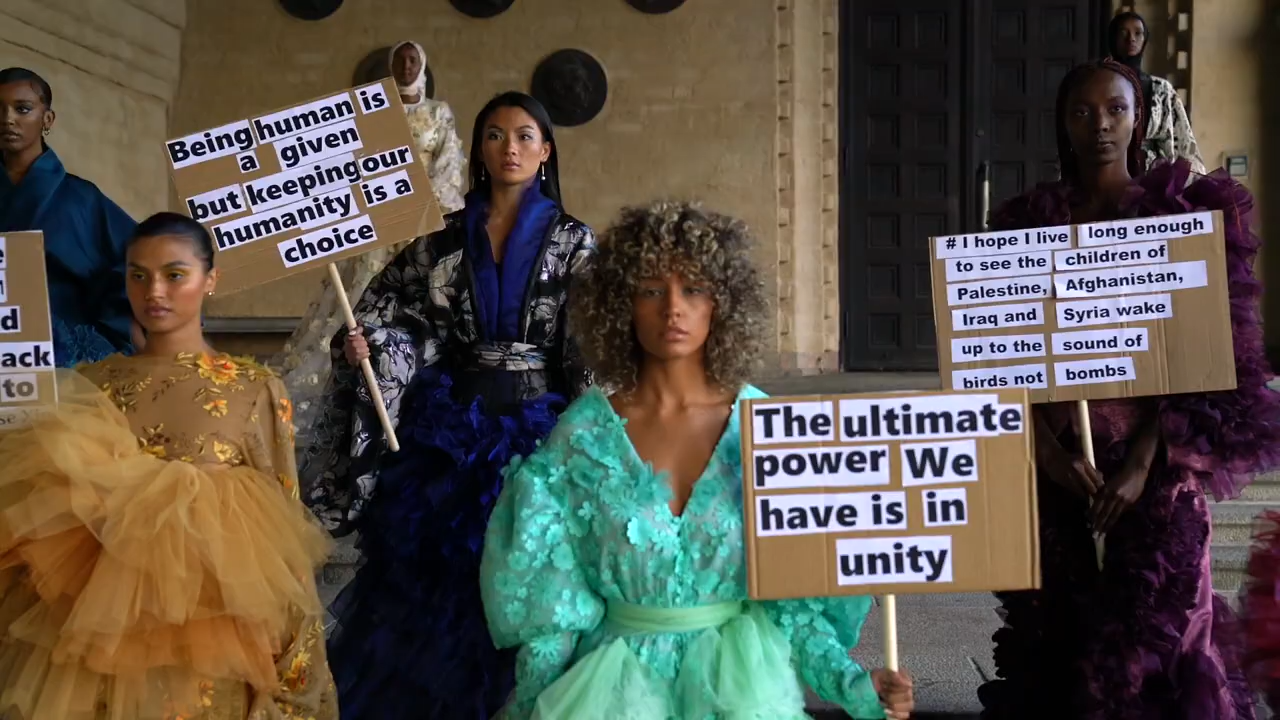 ack
to
Being human is
a given
but keeping our
humanity is a
choice
The ultimate
power We
have is in
unity
# I hope I live long enough
to see the children of
Palestine, Afghanistan,
Iraq and Syria wake
up to the sound of
birds not bombs